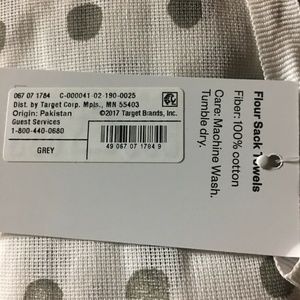 067 07 1784 C-000041-02-190-0025
Dist. by Target Corp. Mpls., MN 55403
Origin: Pakistan ©2017 Target Brands, Inc.
Guest Services
1-800-440-0680
GREY
49 067 07 1784 9
Flour Sack Towels
Fiber: 100% cotton
Care: Machine Wash.
Tumble dry.